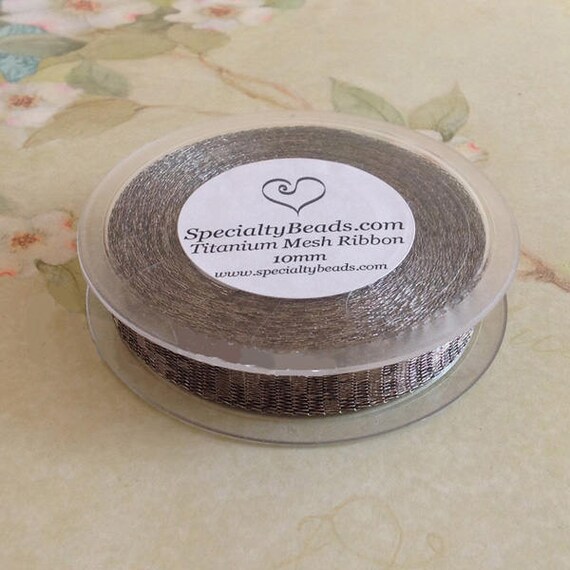 SpecialtyBeads.com
Titanium Mesh Ribbon
10mm
www.specialtybeads.com